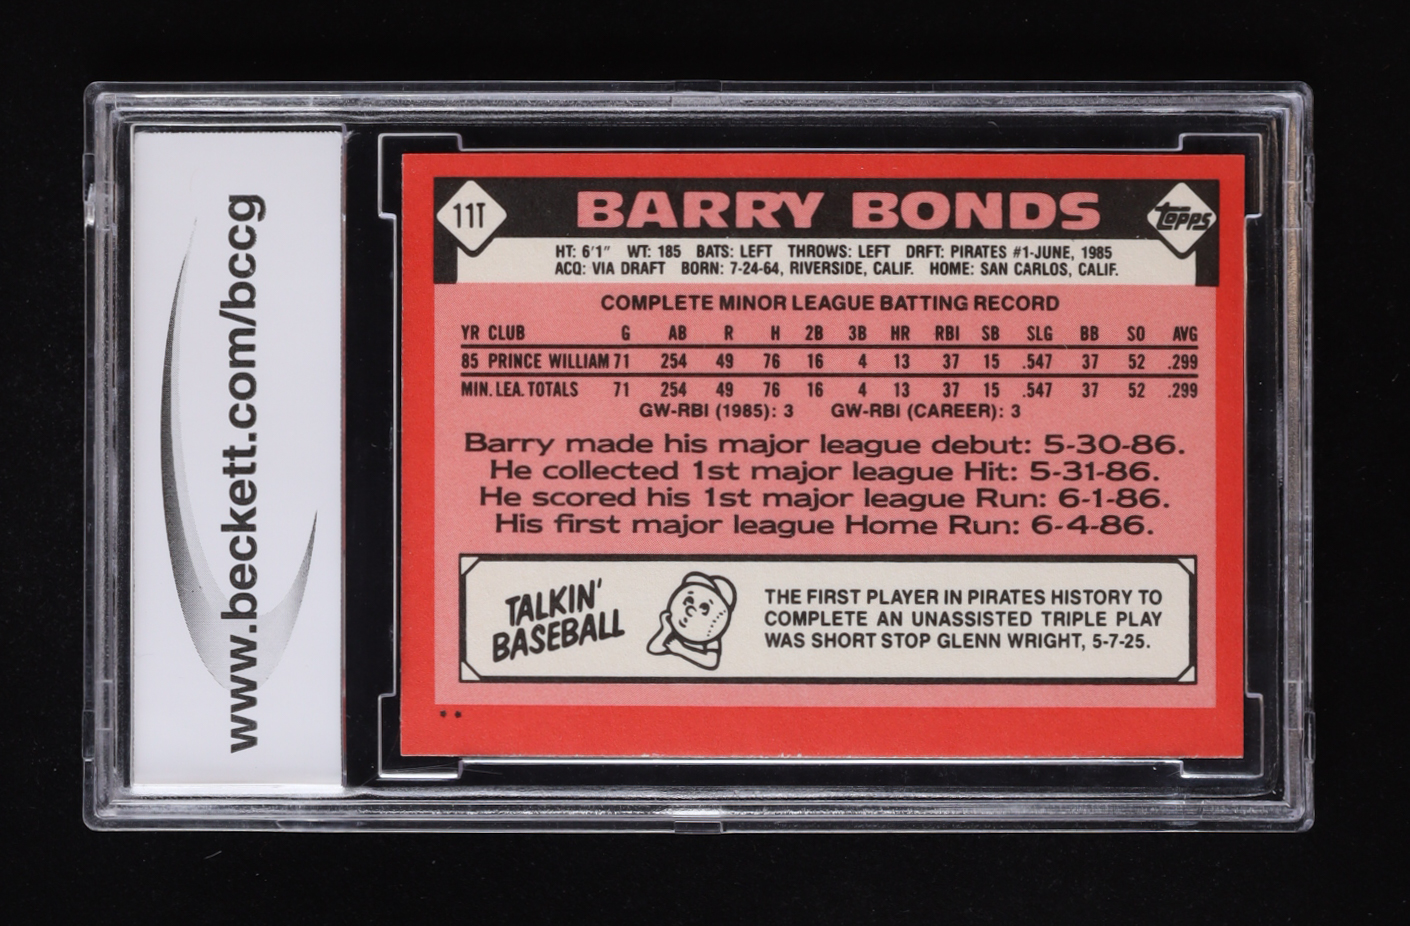 www.beckett.com/bccg
11T
BARRY BONDS
TOPPS
HT: 6'1" WT: 185 BATS: LEFT THROWS: LEFT DRFT: PIRATES #1-JUNE, 1985
ACQ: VIA DRAFT BORN: 7-24-64, RIVERSIDE, CALIF. HOME: SAN CARLOS, CALIF.
COMPLETE MINOR LEAGUE BATTING RECORD
YR CLUB G AB R H 2B 3B HR RBI SB SLG BB SO AVG
85 PRINCE WILLIAM 71 254 49 76 16 4 13 37 15 .547 37 52 .299
MIN. LEA. TOTALS 71 254 49 76 16 4 13 37 15 .547 37 52 .299
GW-RBI (1985): 3 GW-RBI (CAREER): 3
Barry made his major league debut: 5-30-86.
He collected 1st major league Hit: 5-31-86.
He scored his 1st major league Run: 6-1-86.
His first major league Home Run: 6-4-86.
TALKIN'
BASEBALL
THE FIRST PLAYER IN PIRATES HISTORY TO
COMPLETE AN UNASSISTED TRIPLE PLAY
WAS SHORT STOP GLENN WRIGHT, 5-7-25.
**